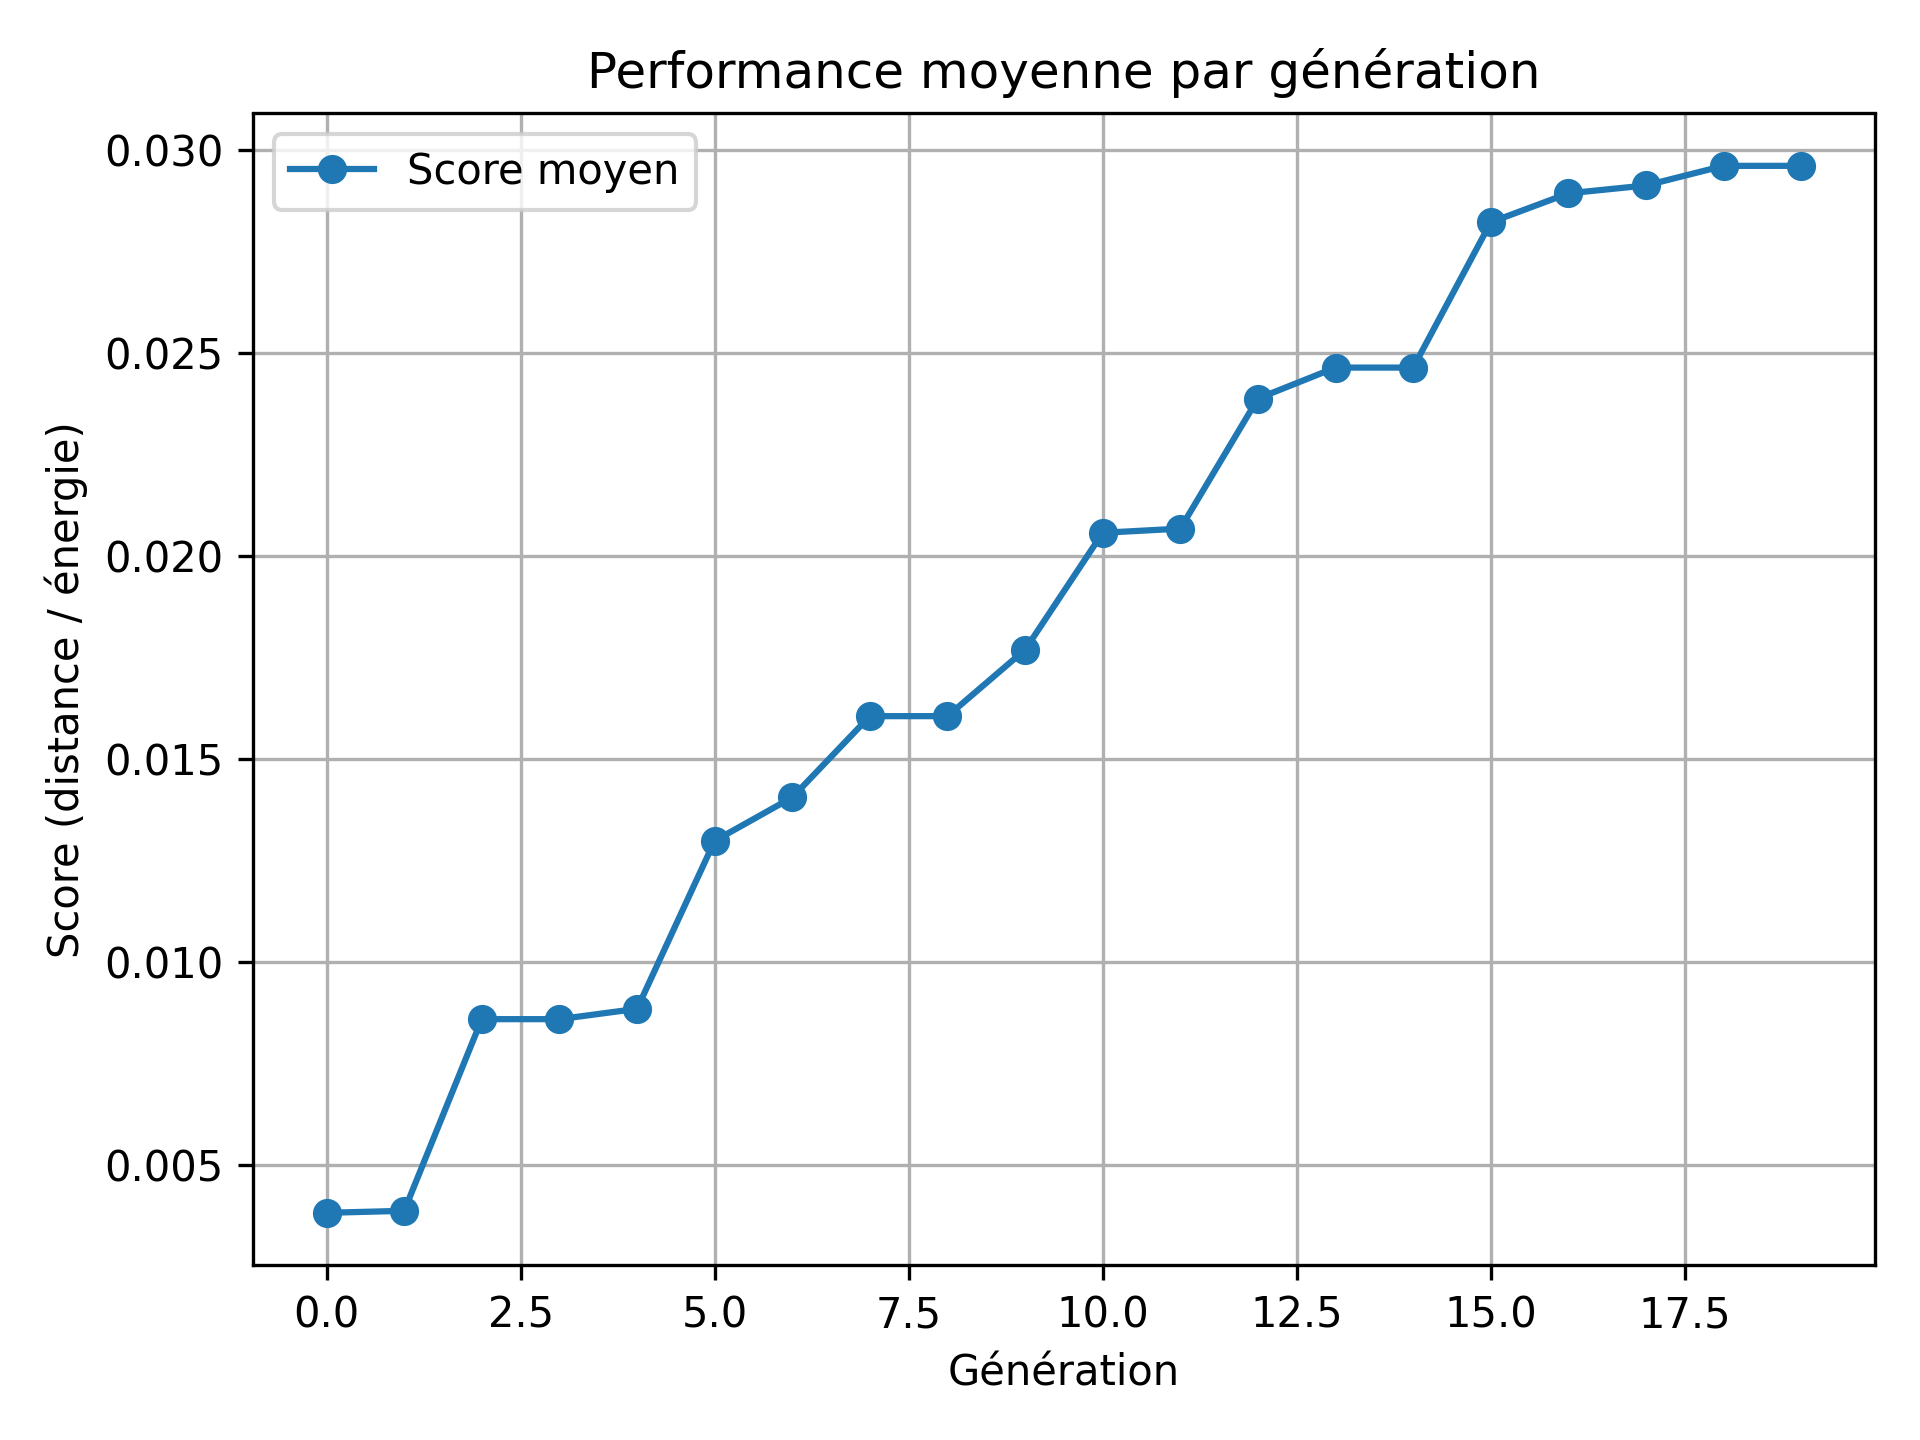 Performance moyenne par génération
Score moyen
0.030
0.025
0.020
0.015
0.010
0.005
Score (distance / énergie)
0.0 2.5 5.0 7.5 10.0 12.5 15.0 17.5
Génération